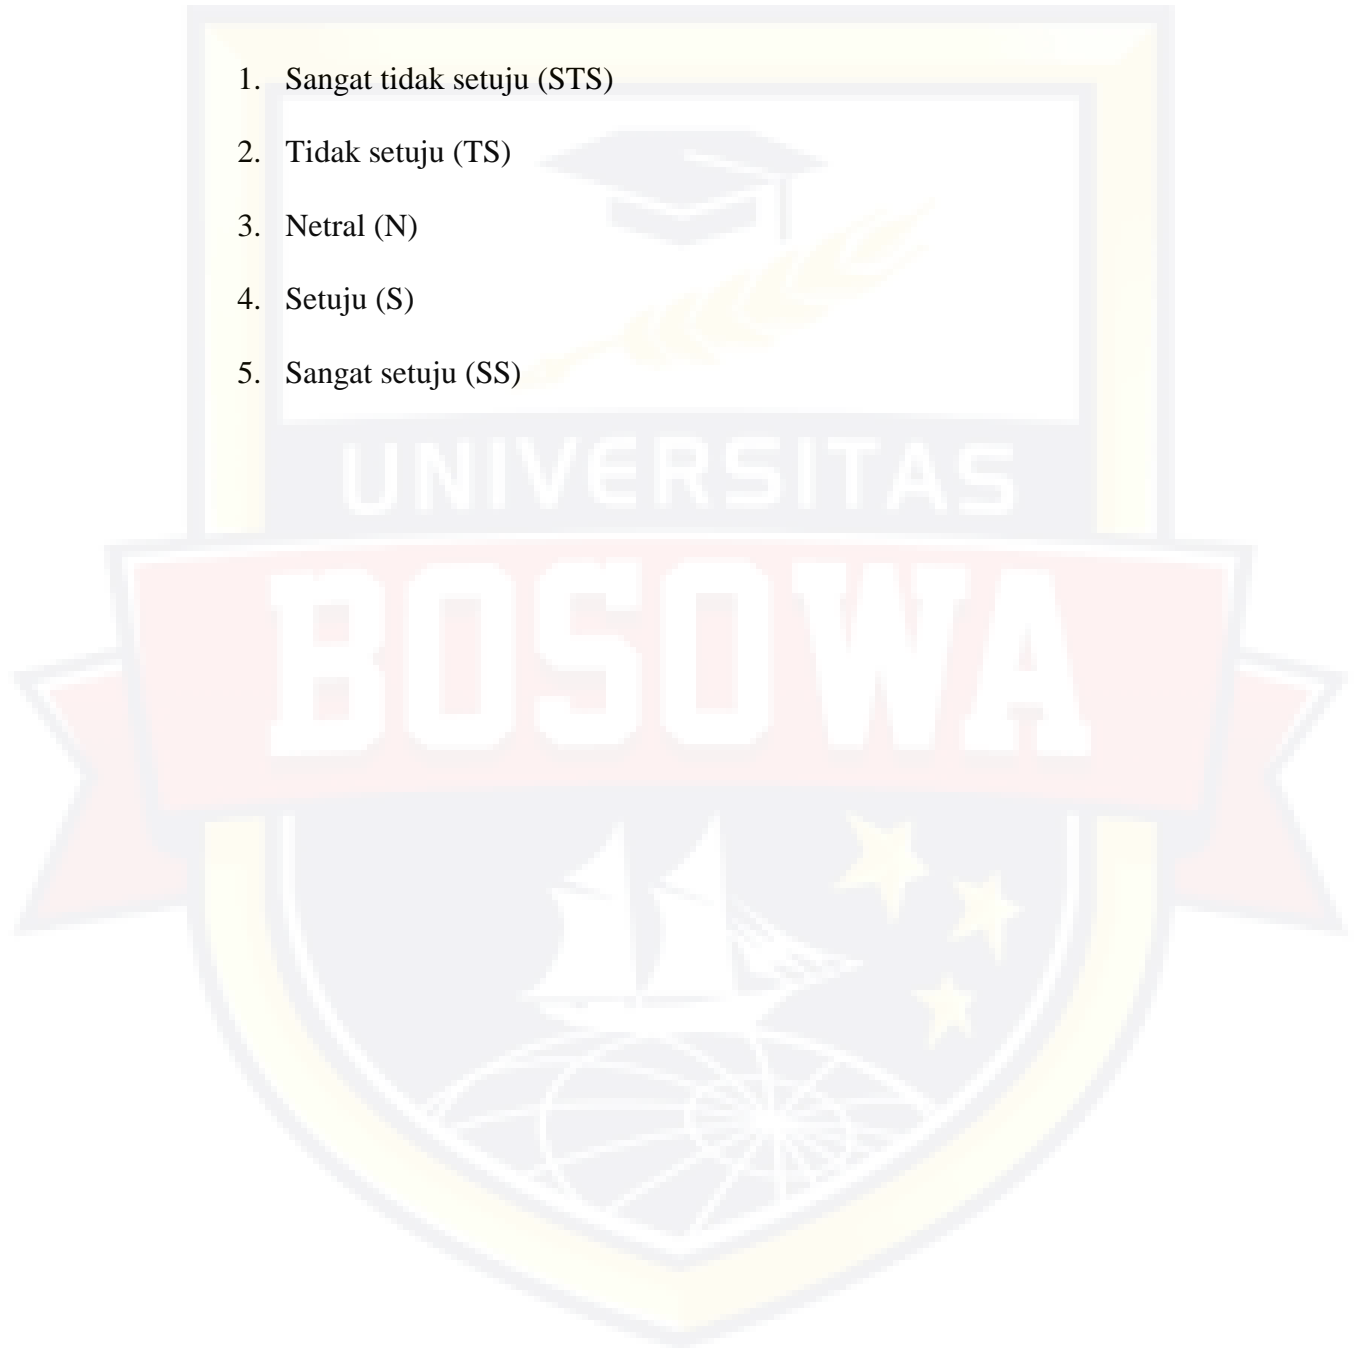 1. Sangat tidak setuju (STS)
2. Tidak setuju (TS)
3. Netral (N)
4. Setuju (S)
5. Sangat setuju (SS)
UNIVERSITAS
BOSOWA